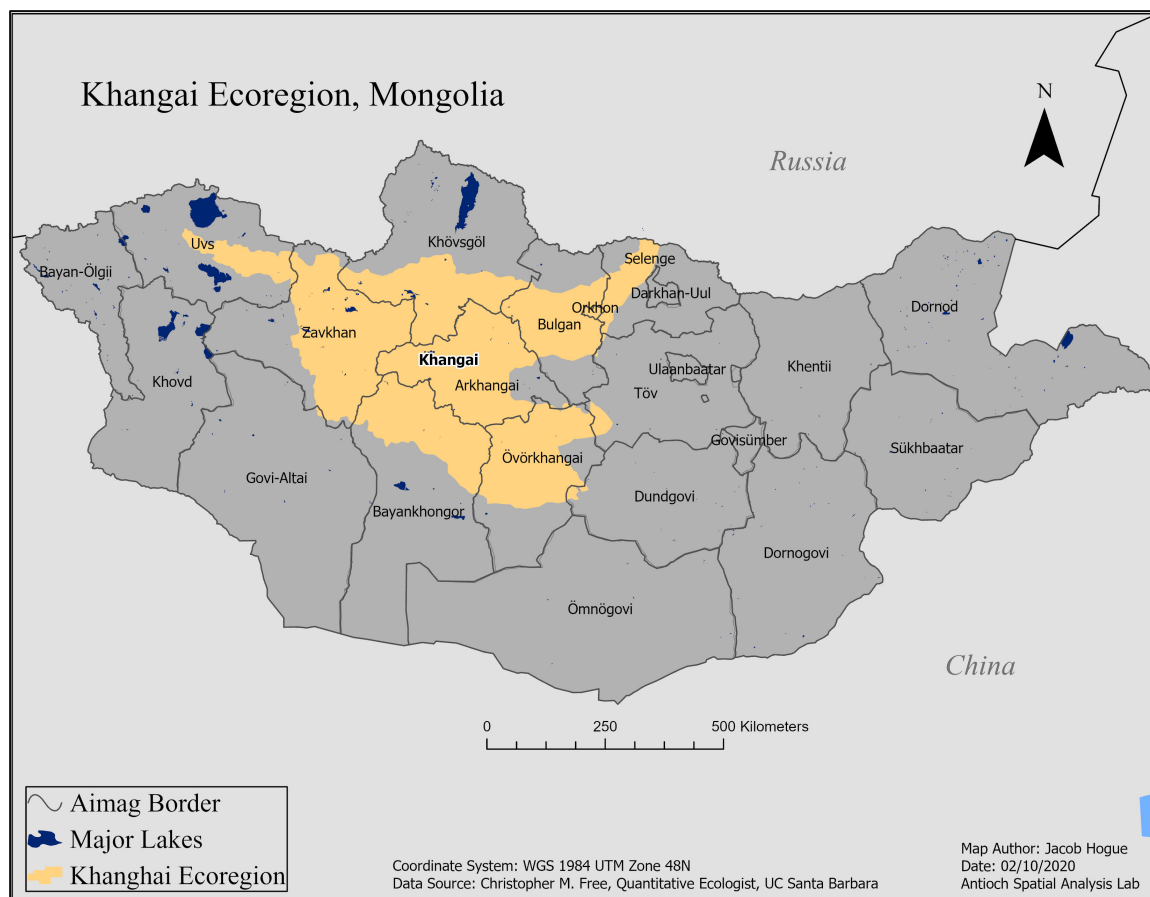 Khangai Ecoregion, Mongolia
N
Russia
Uvs
Khövsgöl
Selenge
Bayan-Ölgii
Darkhan-Uul
Orkhon
Dornod
Zavkhan
Bulgan
Khangai
Ulaanbaatar
Khentii
Khovd
Arkhangai
Töv
Govisümber
Sükhbaatar
Övörkhangai
Govi-Altai
Dundgovi
Bayankhongor
Dornogovi
Ömnögovi
China
0 250 500 Kilometers
Aimag Border
Major Lakes
Khanghai Ecoregion
Coordinate System: WGS 1984 UTM Zone 48N
Data Source: Christopher M. Free, Quantitative Ecologist, UC Santa Barbara
Map Author: Jacob Hogue
Date: 02/10/2020
Antioch Spatial Analysis Lab